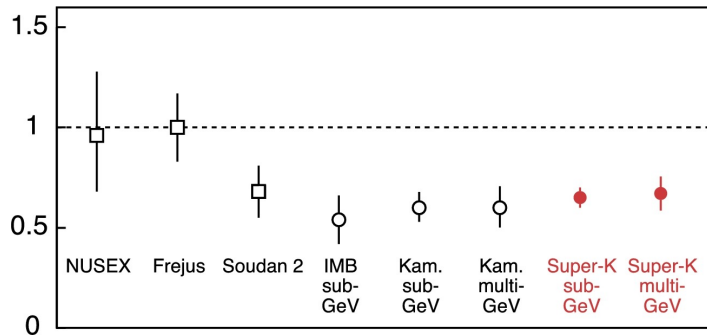 1.5
1
0.5
NUSEX Frejus Soudan 2 IMB Kam. Kam. Super-K Super-K
sub- sub- multi- sub- multi-
GeV GeV GeV GeV GeV
0